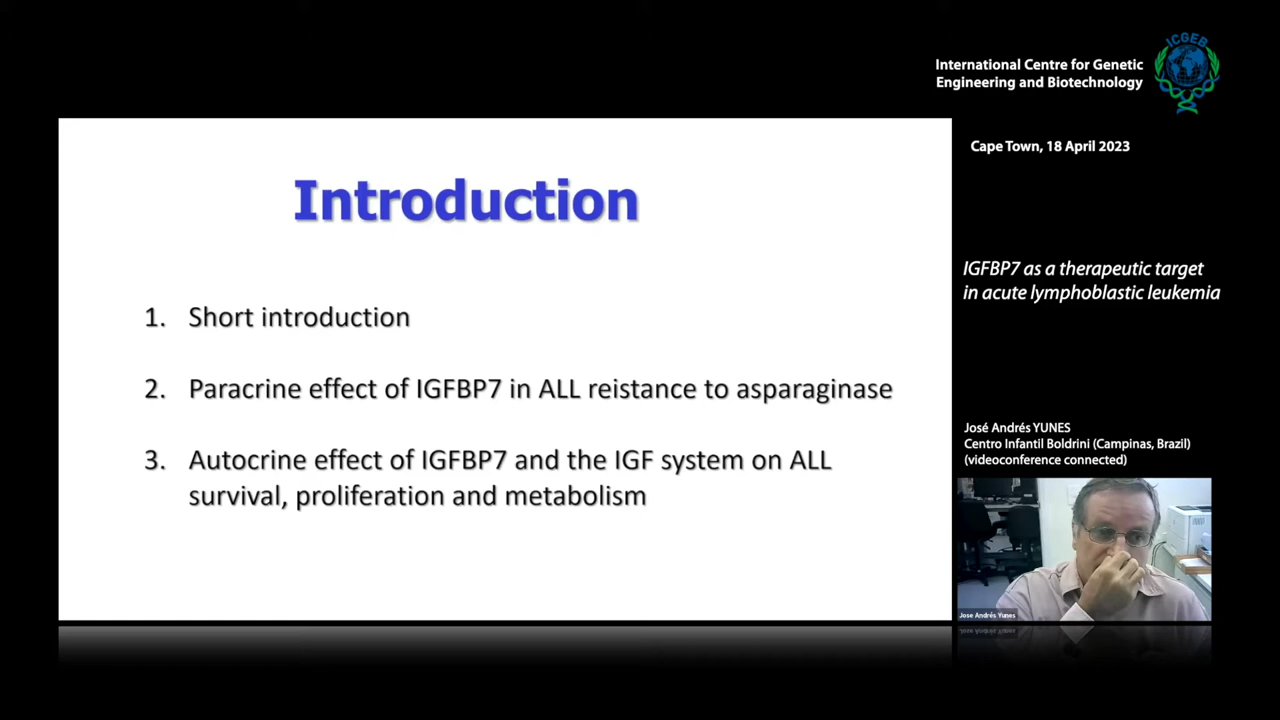 ICGEB
International Centre for Genetic
Engineering and Biotechnology
Cape Town, 18 April 2023
Introduction
1. Short introduction
2. Paracrine effect of IGFBP7 in ALL reistance to asparaginase
3. Autocrine effect of IGFBP7 and the IGF system on ALL
survival, proliferation and metabolism
IGFBP7 as a therapeutic target
in acute lymphoblastic leukemia
José Andrés YUNES
Centro Infantil Boldrini (Campinas, Brazil)
(videoconference connected)
Jose Andrés Yunes